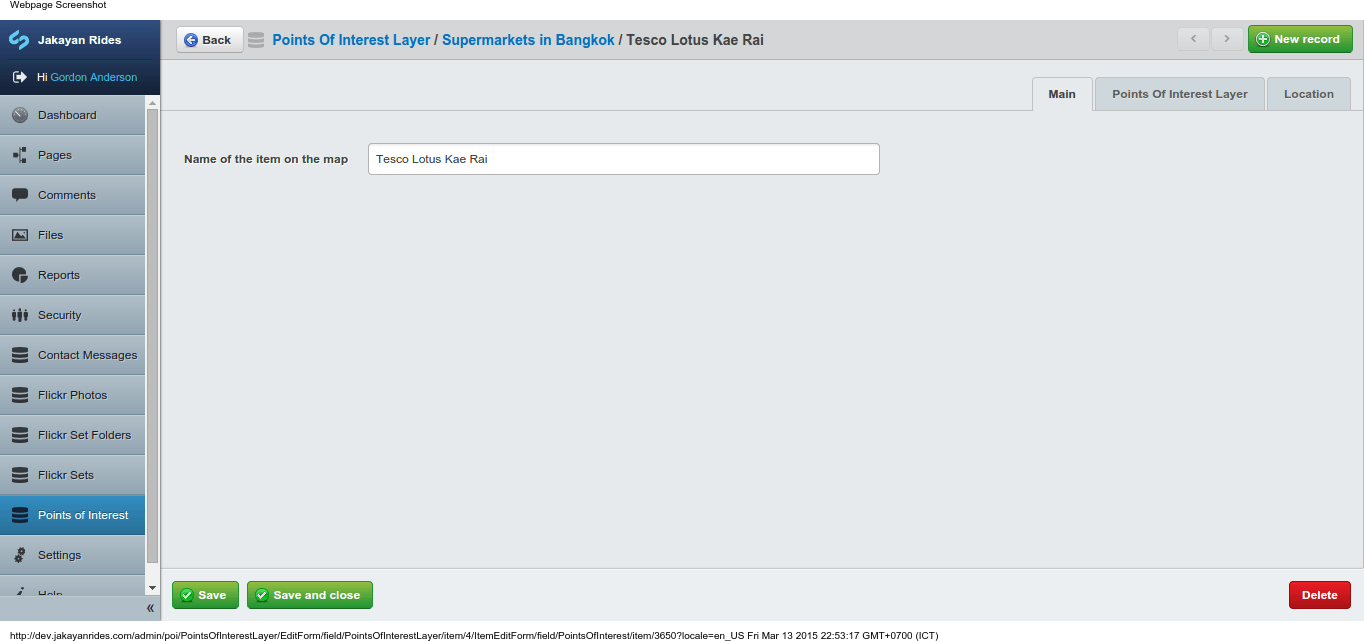 Webpage Screenshot
Jakayan Rides
Hi Gordon Anderson
Back
Points Of Interest Layer / Supermarkets in Bangkok / Tesco Lotus Kae Rai
New record
Main
Points Of Interest Layer
Location
Dashboard
Pages
Comments
Files
Reports
Security
Contact Messages
Flickr Photos
Flickr Set Folders
Flickr Sets
Points of Interest
Settings
Help
«
Name of the item on the map
Tesco Lotus Kae Rai
Save
Save and close
Delete
http://dev.jakayanrides.com/admin/poi/PointsOfInterestLayer/EditForm/field/PointsOfInterestLayer/item/4/ItemEditForm/field/PointsOfInterest/item/3650?locale=en_US Fri Mar 13 2015 22:53:17 GMT+0700 (ICT)